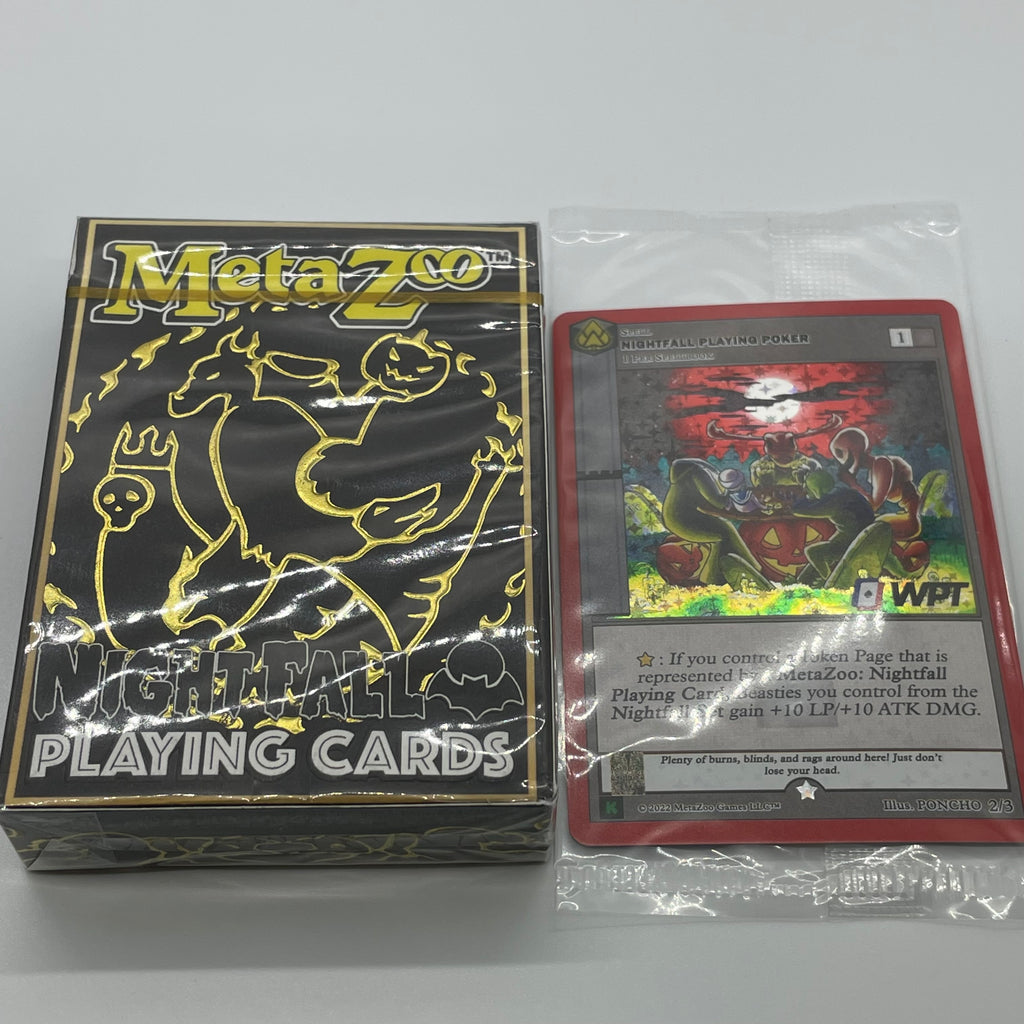 MetaZoo™
NIGHTFALL
PLAYING CARDS
SPELL
NIGHTFALL PLAYING POKER
1 PER SPELLBOOK
1
WPT
: If you control Token Page that is
represented by MetaZoo: Nightfall
Playing Card, Beasties you control from the
Nightfall Set gain +10 LP/+10 ATK DMG.
Plenty of burns, blinds, and rags around here! Just don't
lose your head.
K
© 2022 MetaZoo Games LLC™
Illus. PONCHO 2/3